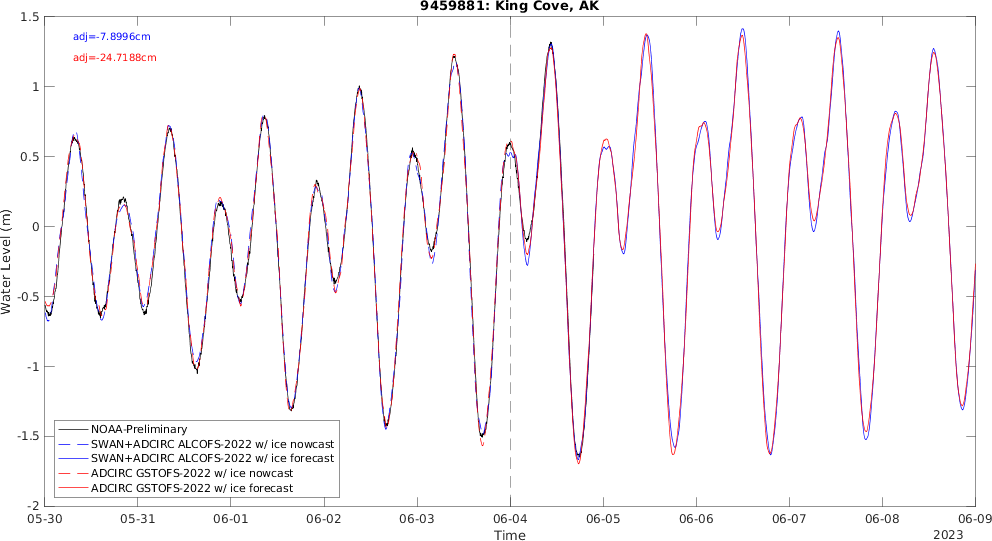 9459881: King Cove, AK
adj=-7.8996cm
adj=-24.7188cm
1.5
1
0.5
0
-0.5
-1
-1.5
-2
Water Level (m)
NOAA-Preliminary
SWAN+ADCIRC ALCOFS-2022 w/ ice nowcast
SWAN+ADCIRC ALCOFS-2022 w/ ice forecast
ADCIRC GSTOFS-2022 w/ ice nowcast
ADCIRC GSTOFS-2022 w/ ice forecast
05-30 05-31 06-01 06-02 06-03 06-04 06-05 06-06 06-07 06-08 06-09
Time
2023